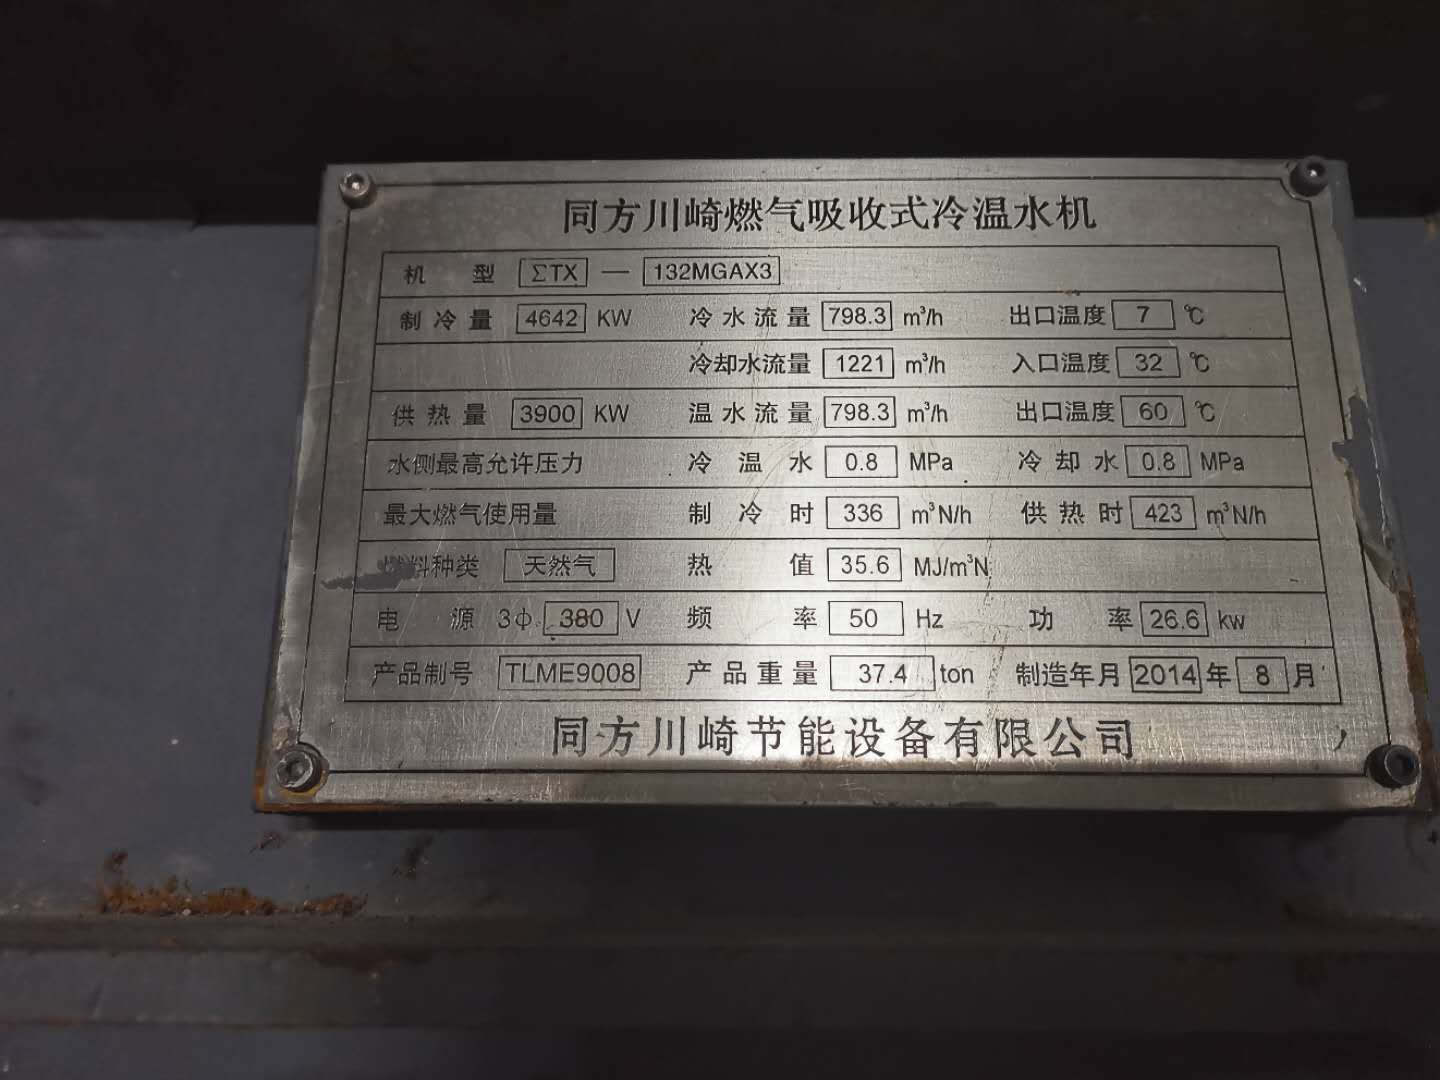 同方川崎燃气吸收式冷温水机
机 型 ΣTX — 132MGAX3
制冷量 4642 KW 冷水流量 798.3 m³/h 出口温度 7 ℃
冷却水流量 1221 m³/h 入口温度 32 ℃
供热量 3900 KW 温水流量 798.3 m³/h 出口温度 60 ℃
水侧最高允许压力 冷温水 0.8 MPa 冷却水 0.8 MPa
最大燃气使用量 制冷时 336 m³N/h 供热时 423 m³N/h
燃料种类 天然气 热值 35.6 MJ/m³N
电源 3ф 380 V 频率 50 Hz 功率 26.6 kw
产品制号 TLME9008 产品重量 37.4 ton 制造年月 2014 年 8 月
同方川崎节能设备有限公司